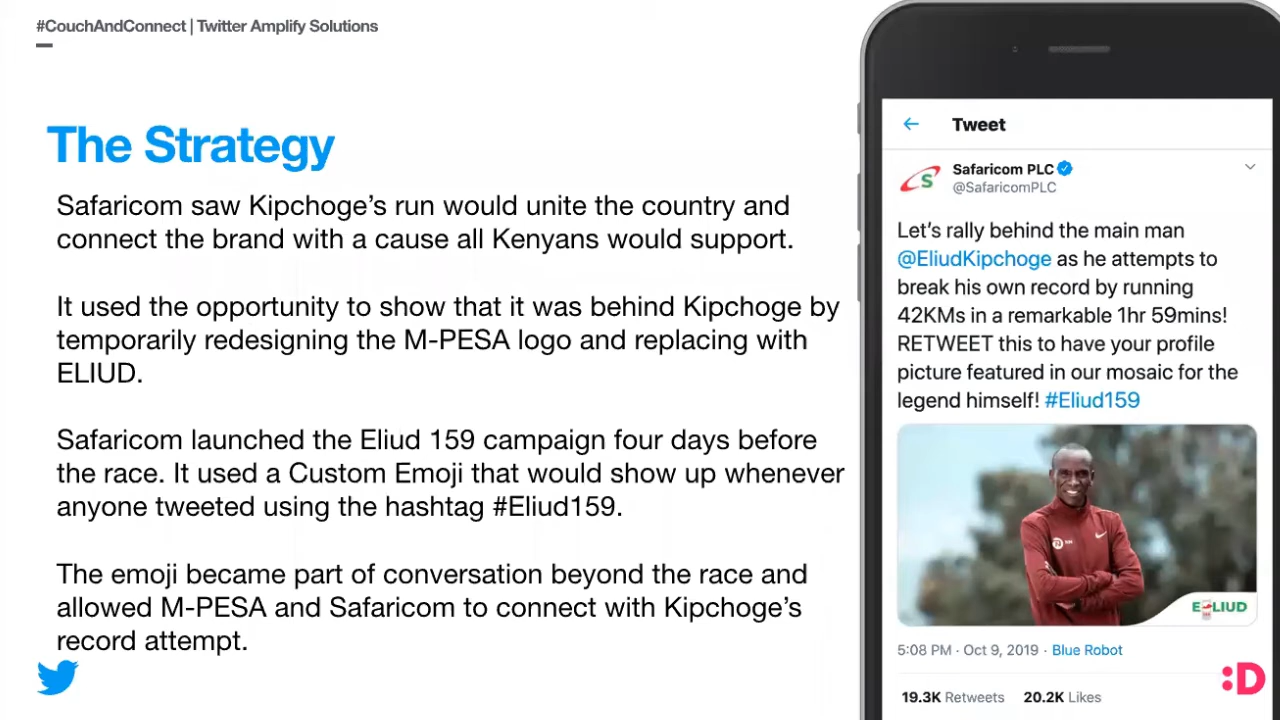 #CouchAndConnect | Twitter Amplify Solutions
The Strategy
Safaricom saw Kipchoge’s run would unite the country and
connect the brand with a cause all Kenyans would support.
It used the opportunity to show that it was behind Kipchoge by
temporarily redesigning the M-PESA logo and replacing with
ELIUD.
Safaricom launched the Eliud 159 campaign four days before
the race. It used a Custom Emoji that would show up whenever
anyone tweeted using the hashtag #Eliud159.
The emoji became part of conversation beyond the race and
allowed M-PESA and Safaricom to connect with Kipchoge’s
record attempt.
Tweet
S
Safaricom PLC
@SafaricomPLC
Let’s rally behind the main man
@EliudKipchoge as he attempts to
break his own record by running
42KMs in a remarkable 1hr 59mins!
RETWEET this to have your profile
picture featured in our mosaic for the
legend himself! #Eliud159
E-LIUD
5:08 PM · Oct 9, 2019 · Blue Robot
:D
19.3K Retweets 20.2K Likes